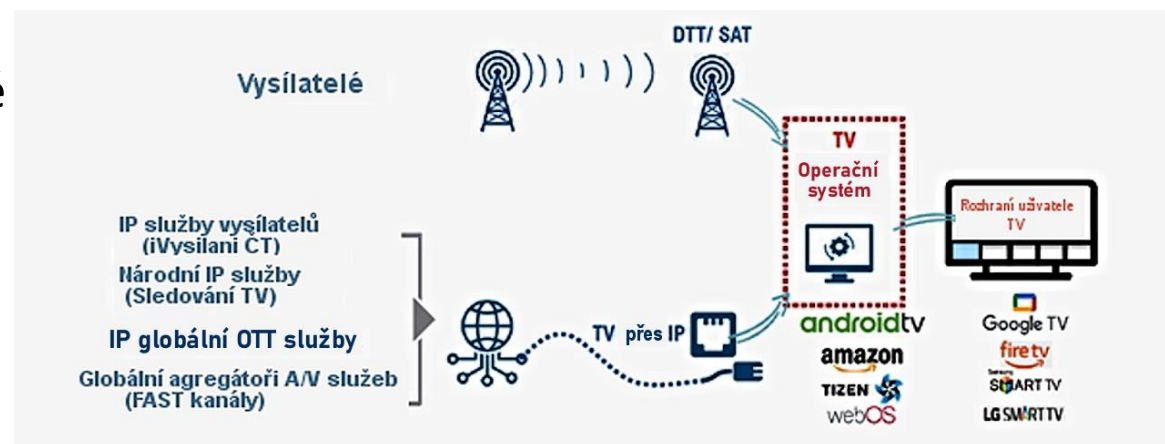 é
DTT/ SAT
Vysílatelé
TV
Operační
systém
Rozhraní uživatele
TV
IP služby vysílatelů
(iVysilani ČT)
Národní IP služby
(Sledování TV)
IP globální OTT služby
Globální agregátoři A/V služeb
(FAST kanály)
TV přes IP
androidtv
amazon
TIZEN
webOS
Google TV
fire tv
Samsung
SMART TV
LG SMART TV